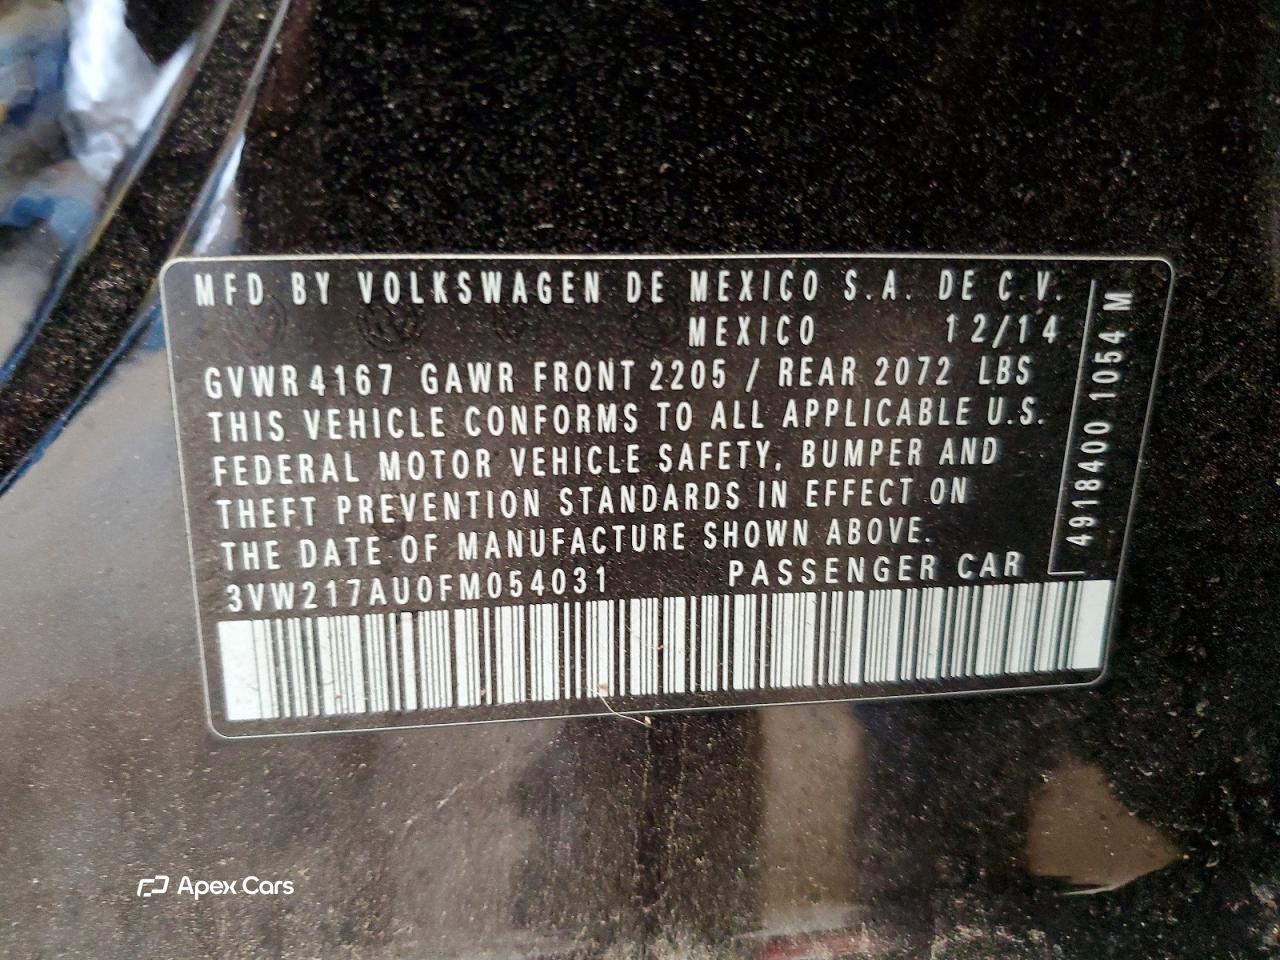 MFD BY VOLKSWAGEN DE MEXICO S.A. DE C.V.
MEXICO 12/14
GVWR 4167 GAWR FRONT 2205 / REAR 2072 LBS
THIS VEHICLE CONFORMS TO ALL APPLICABLE U.S.
FEDERAL MOTOR VEHICLE SAFETY, BUMPER AND
THEFT PREVENTION STANDARDS IN EFFECT ON
THE DATE OF MANUFACTURE SHOWN ABOVE.
3VW217AU0FM054031 PASSENGER CAR
4918400 1054 M
Apex Cars